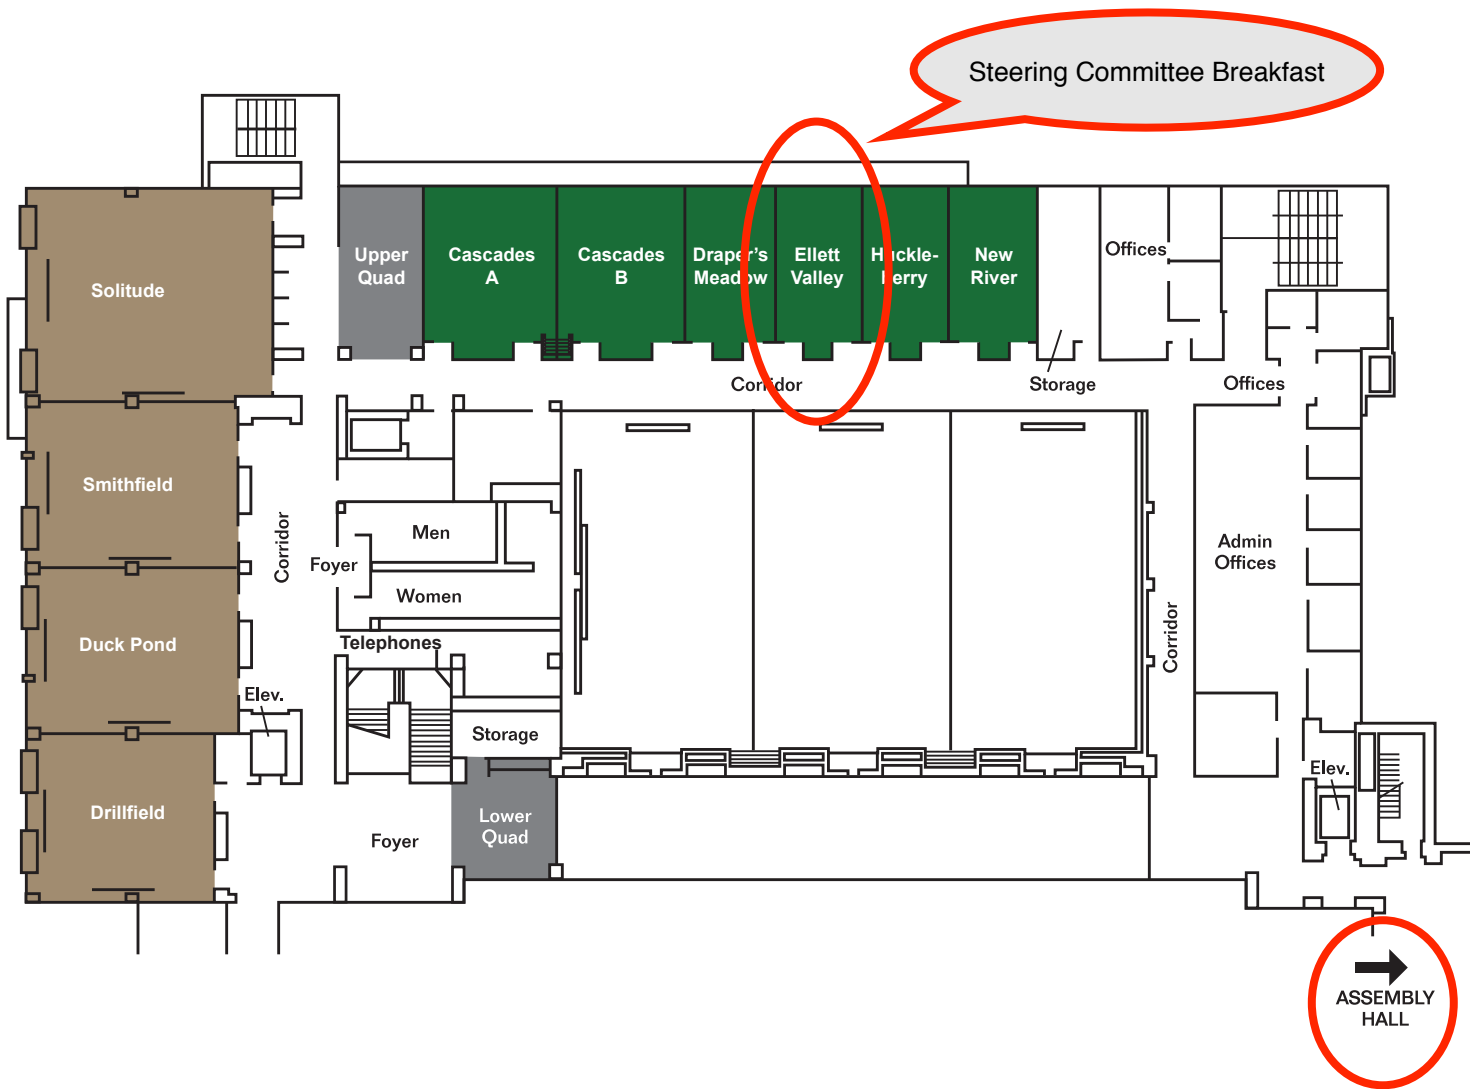 Steering Committee Breakfast
Upper
Quad
Cascades
A
Cascades
B
Draper's
Meadow
Ellett
Valley
Huckle-
berry
New
River
Offices
Solitude
Corridor
Storage
Offices
Smithfield
Corridor
Men
Foyer
Women
Admin
Offices
Duck Pond
Telephones
Corridor
Elev.
Storage
Elev.
Drillfield
Foyer
Lower
Quad
ASSEMBLY
HALL